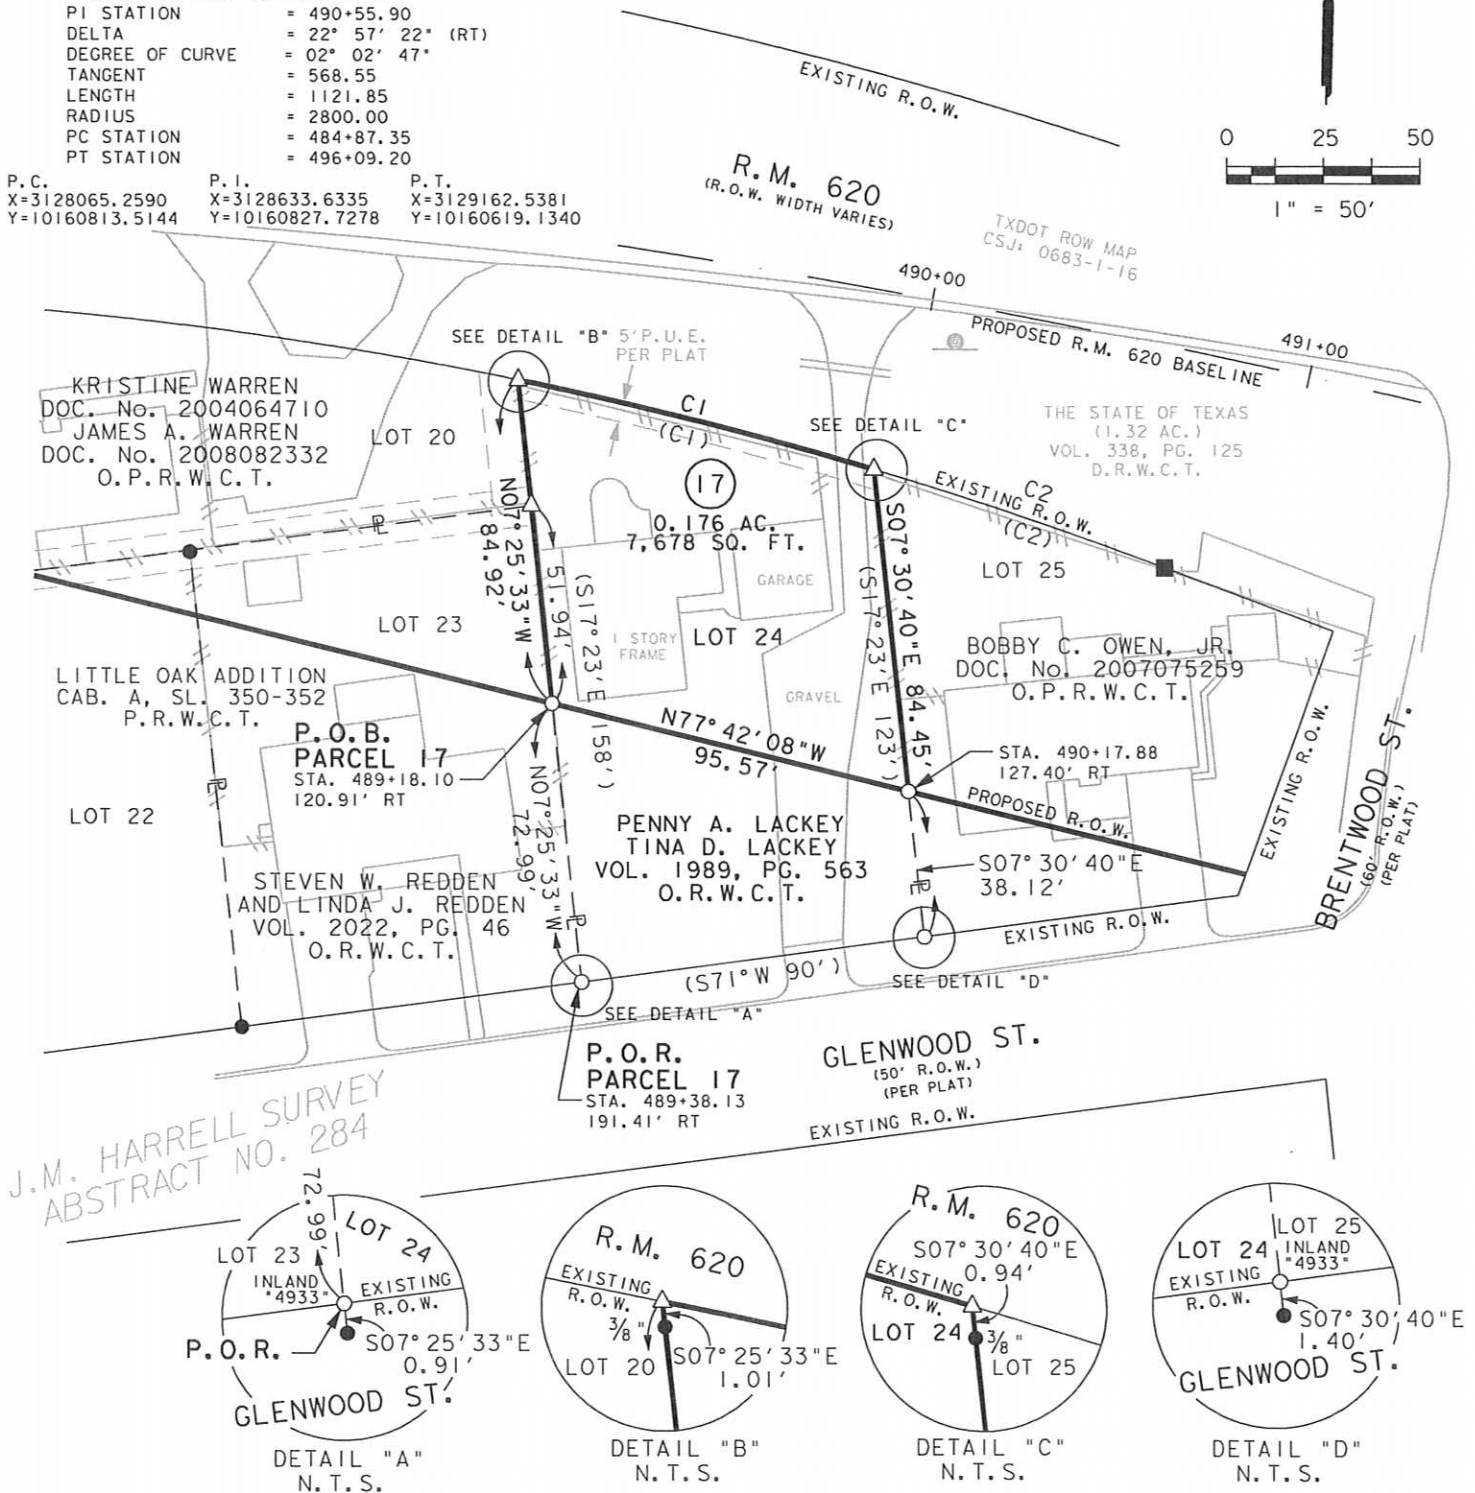 PI STATION = 490+55.90
DELTA = 22° 57' 22" (RT)
DEGREE OF CURVE = 02° 02' 47"
TANGENT = 568.55
LENGTH = 1121.85
RADIUS = 2800.00
PC STATION = 484+87.35
PT STATION = 496+09.20
P.C. P.I. P.T.
X=3128065.2590 X=3128633.6335 X=3129162.5381
Y=10160813.5144 Y=10160827.7278 Y=10160619.1340
EXISTING R.O.W.
0 25 50
1" = 50'
R.M. 620
(R.O.W. WIDTH VARIES)
TXDOT ROW MAP
CSJ: 0683-1-16
490+00
PROPOSED R.M. 620 BASELINE
491+00
SEE DETAIL "B"
5' P.U.E.
PER PLAT
KRISTINE WARREN
DOC. No. 2004064710
JAMES A. WARREN
DOC. No. 2008082332
O.P.R.W.C.T.
LOT 20
C1
(C1)
SEE DETAIL "C"
THE STATE OF TEXAS
(1.32 AC.)
VOL. 338, PG. 125
D.R.W.C.T.
17
0.176 AC.
7,678 SQ. FT.
C2
EXISTING R.O.W.
(C2)
N07°25'33"W
84.92'
51.94'
(S17°23'E 158')
S07°30'40"E 84.45'
(S17°23'E 123')
GARAGE
LOT 25
LOT 23
1 STORY
FRAME
LOT 24
BOBBY C. OWEN, JR.
DOC. No. 2007075259
O.P.R.W.C.T.
LITTLE OAK ADDITION
CAB. A, SL. 350-352
P.R.W.C.T.
GRAVEL
P.O.B.
PARCEL 17
STA. 489+18.10
120.91' RT
N77°42'08"W
95.57'
STA. 490+17.88
127.40' RT
PROPOSED R.O.W.
EXISTING R.O.W.
BRENTWOOD ST.
(60' R.O.W.)
(PER PLAT)
LOT 22
N07°25'33"W
72.99'
PENNY A. LACKEY
TINA D. LACKEY
VOL. 1989, PG. 563
O.R.W.C.T.
S07°30'40"E
38.12'
STEVEN W. REDDEN
AND LINDA J. REDDEN
VOL. 2022, PG. 46
O.R.W.C.T.
EXISTING R.O.W.
(S71°W 90')
SEE DETAIL "D"
SEE DETAIL "A"
P.O.R.
PARCEL 17
STA. 489+38.13
191.41' RT
GLENWOOD ST.
(50' R.O.W.)
(PER PLAT)
EXISTING R.O.W.
J.M. HARRELL SURVEY
ABSTRACT NO. 284
72.99'
LOT 24
LOT 23
INLAND
"4933"
EXISTING
R.O.W.
P.O.R.
S07°25'33"E
0.91'
GLENWOOD ST.
DETAIL "A"
N.T.S.
R.M. 620
EXISTING
R.O.W.
3/8"
LOT 20
S07°25'33"E
1.01'
DETAIL "B"
N.T.S.
R.M. 620
S07°30'40"E
0.94'
EXISTING
R.O.W.
LOT 24
3/8"
LOT 25
DETAIL "C"
N.T.S.
LOT 25
LOT 24
INLAND
"4933"
EXISTING
R.O.W.
S07°30'40"E
1.40'
GLENWOOD ST.
DETAIL "D"
N.T.S.